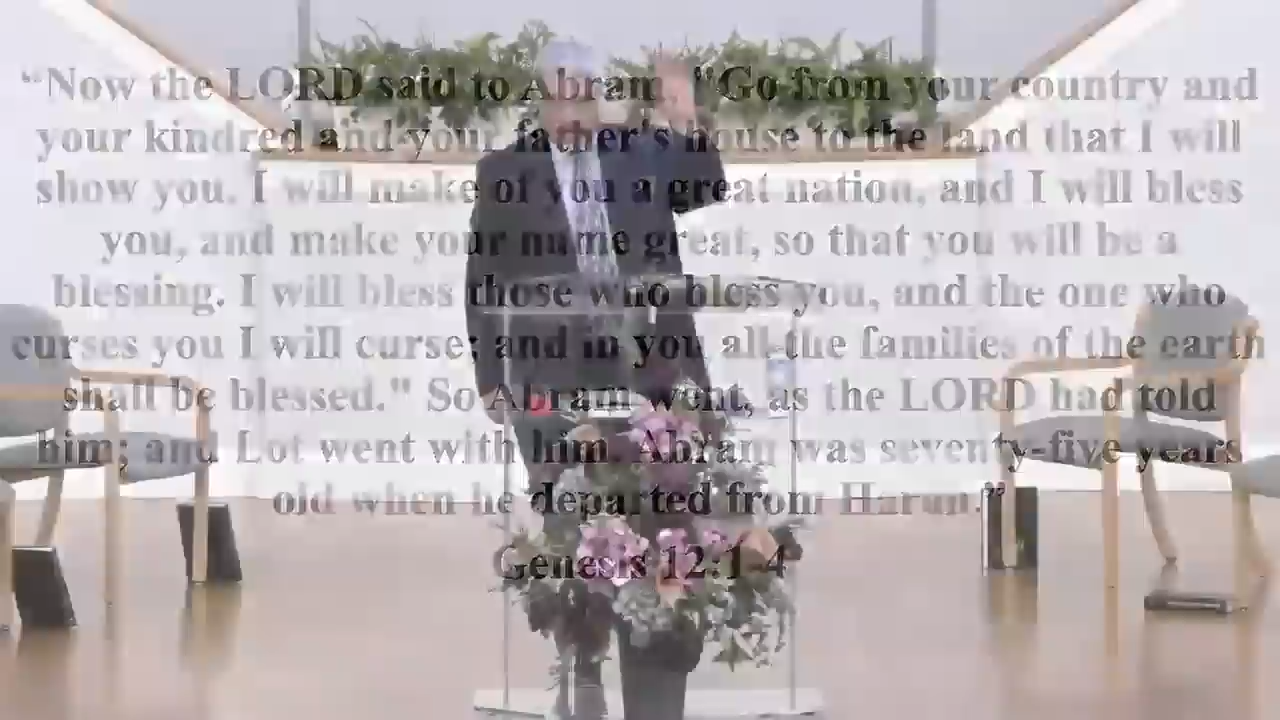 “Now the LORD said to Abram, "Go from your country and
your kindred and your father's house to the land that I will
show you. I will make of you a great nation, and I will bless
you, and make your name great, so that you will be a
blessing. I will bless those who bless you, and the one who
curses you I will curse; and in you all the families of the earth
shall be blessed." So Abram went, as the LORD had told
him; and Lot went with him. Abram was seventy-five years
old when he departed from Harun.”
Genesis 12:1-4